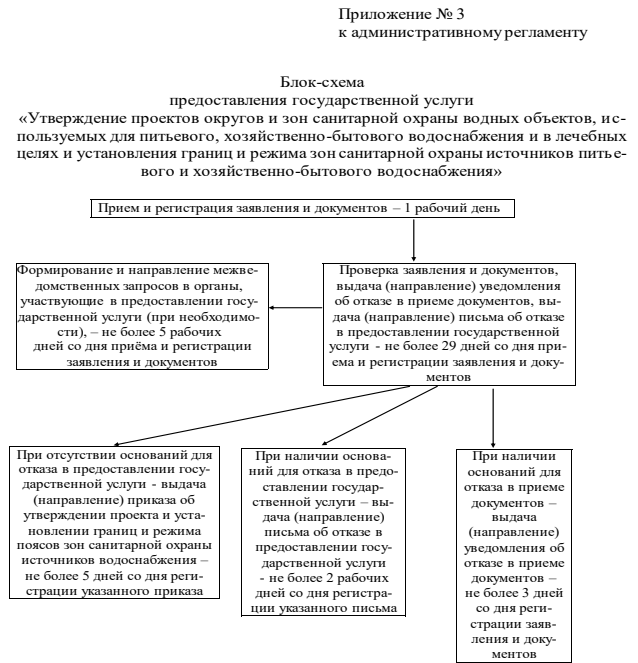 Приложение № 3
к административному регламенту
Блок-схема
предоставления государственной услуги
«Утверждение проектов округов и зон санитарной охраны водных объектов, ис-
пользуемых для питьевого, хозяйственно-бытового водоснабжения и в лечебных
целях и установления границ и режима зон санитарной охраны источников питье-
вого и хозяйственно-бытового водоснабжения»
Прием и регистрация заявления и документов – 1 рабочий день
Формирование и направление межве-
домственных запросов в органы,
участвующие в предоставлении госу-
дарственной услуги (при необходимо-
сти), – не более 5 рабочих
дней со дня приёма и регистрации
заявления и документов
Проверка заявления и документов,
выдача (направление) уведомления
об отказе в приеме документов, вы-
дача (направление) письма об отказе
в предоставлении государственной
услуги - не более 29 дней со дня при-
ема и регистрации заявления и доку-
ментов
При отсутствии оснований для
отказа в предоставлении госу-
дарственной услуги - выдача
(направление) приказа об
утверждении проекта и уста-
новлении границ и режима
поясов зон санитарной охраны
источников водоснабжения –
не более 5 дней со дня реги-
страции указанного приказа
При наличии основа-
ний для отказа в предо-
ставлении государ-
ственной услуги – вы-
дача (направление)
письма об отказе в
предоставлении госу-
дарственной услуги
- не более 2 рабочих
дней со дня регистра-
ции указанного письма
При наличии
оснований для
отказа в приеме
документов –
выдача
(направление)
уведомления об
отказе в приеме
документов –
не более 3 дней
со дня реги-
страции заяв-
ления и доку-
ментов